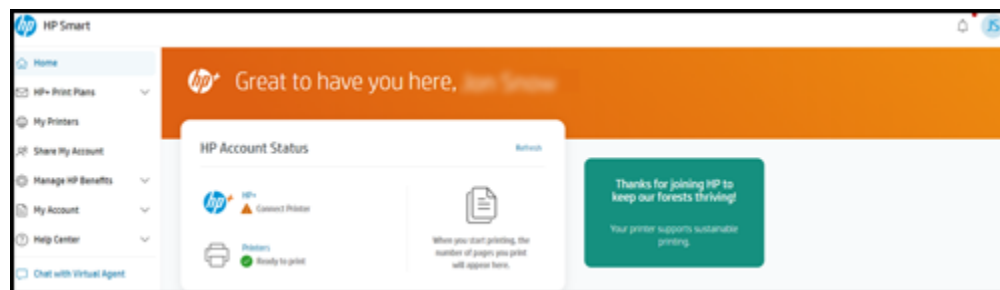 hp HP Smart
JS
Home
HP+ Print Plans
My Printers
Share My Account
Manage HP Benefits
My Account
Help Center
Chat with Virtual Agent
hp+ Great to have you here,
HP Account Status
Refresh
hp+ HP+
Connect Printer
Printers
Ready to print
When you start printing, the
number of pages you print
will appear here.
Thanks for joining HP to
keep our forests thriving!
Your printer supports sustainable
printing.